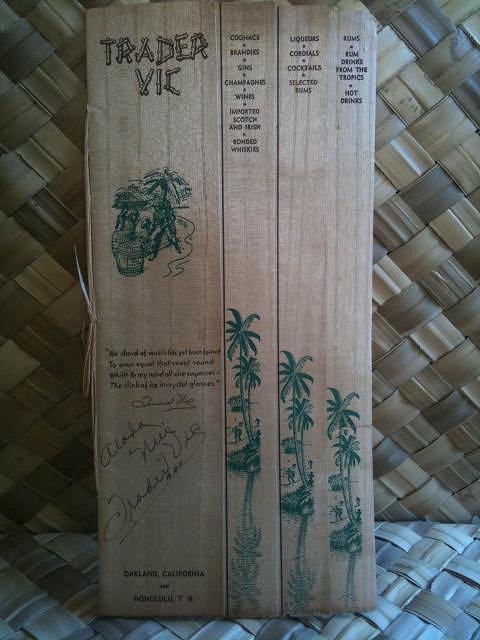 TRADER
VIC
"No chord of music has yet been found
To even equal that sweet sound
Which to my mind all else surpasses—
The clink of ice in crystal glasses."
Aloha
Nui
Trader Vic
OAKLAND, CALIFORNIA
and
HONOLULU, T. H.
COGNACS
BRANDIES
GINS
CHAMPAGNES
WINES
IMPORTED
SCOTCH
AND IRISH
BONDED
WHISKIES
LIQUEURS
CORDIALS
COCKTAILS
SELECTED
RUMS
RUMS
RUM
DRINKS
FROM THE
TROPICS
HOT
DRINKS